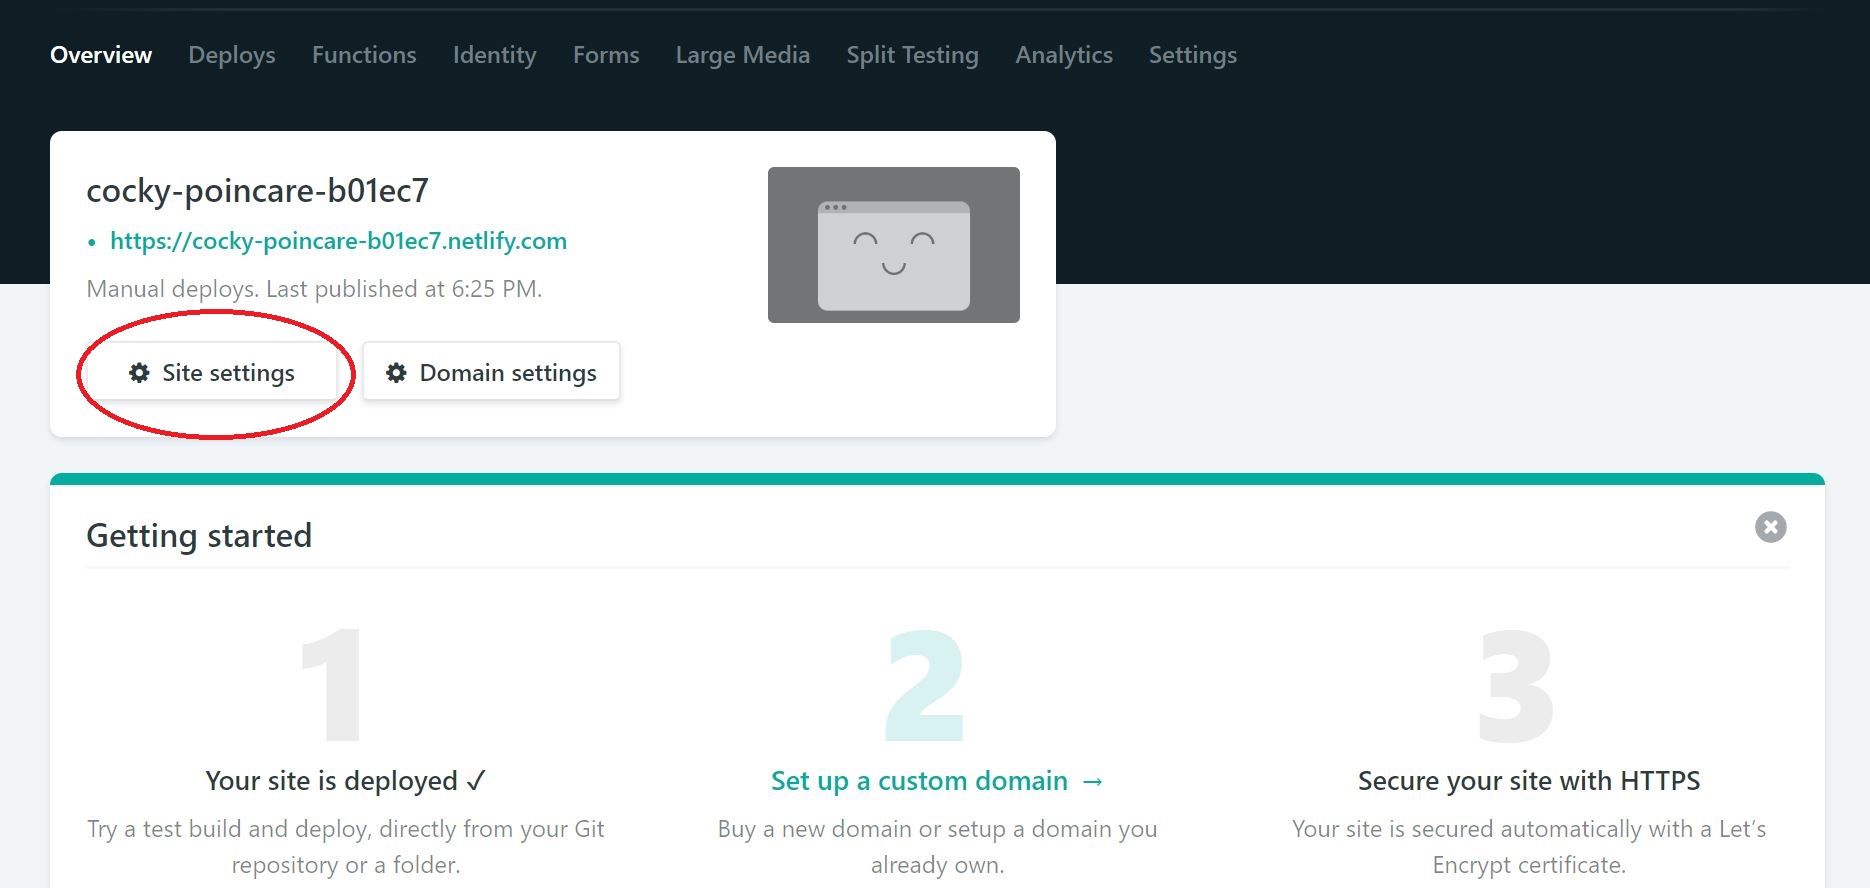 Overview Deploys Functions Identity Forms Large Media Split Testing Analytics Settings
cocky-poincare-b01ec7
• https://cocky-poincare-b01ec7.netlify.com
Manual deploys. Last published at 6:25 PM.
Site settings Domain settings
Getting started
1 2 3
Your site is deployed ✓
Try a test build and deploy, directly from your Git
repository or a folder.
Set up a custom domain →
Buy a new domain or setup a domain you
already own.
Secure your site with HTTPS
Your site is secured automatically with a Let’s
Encrypt certificate.